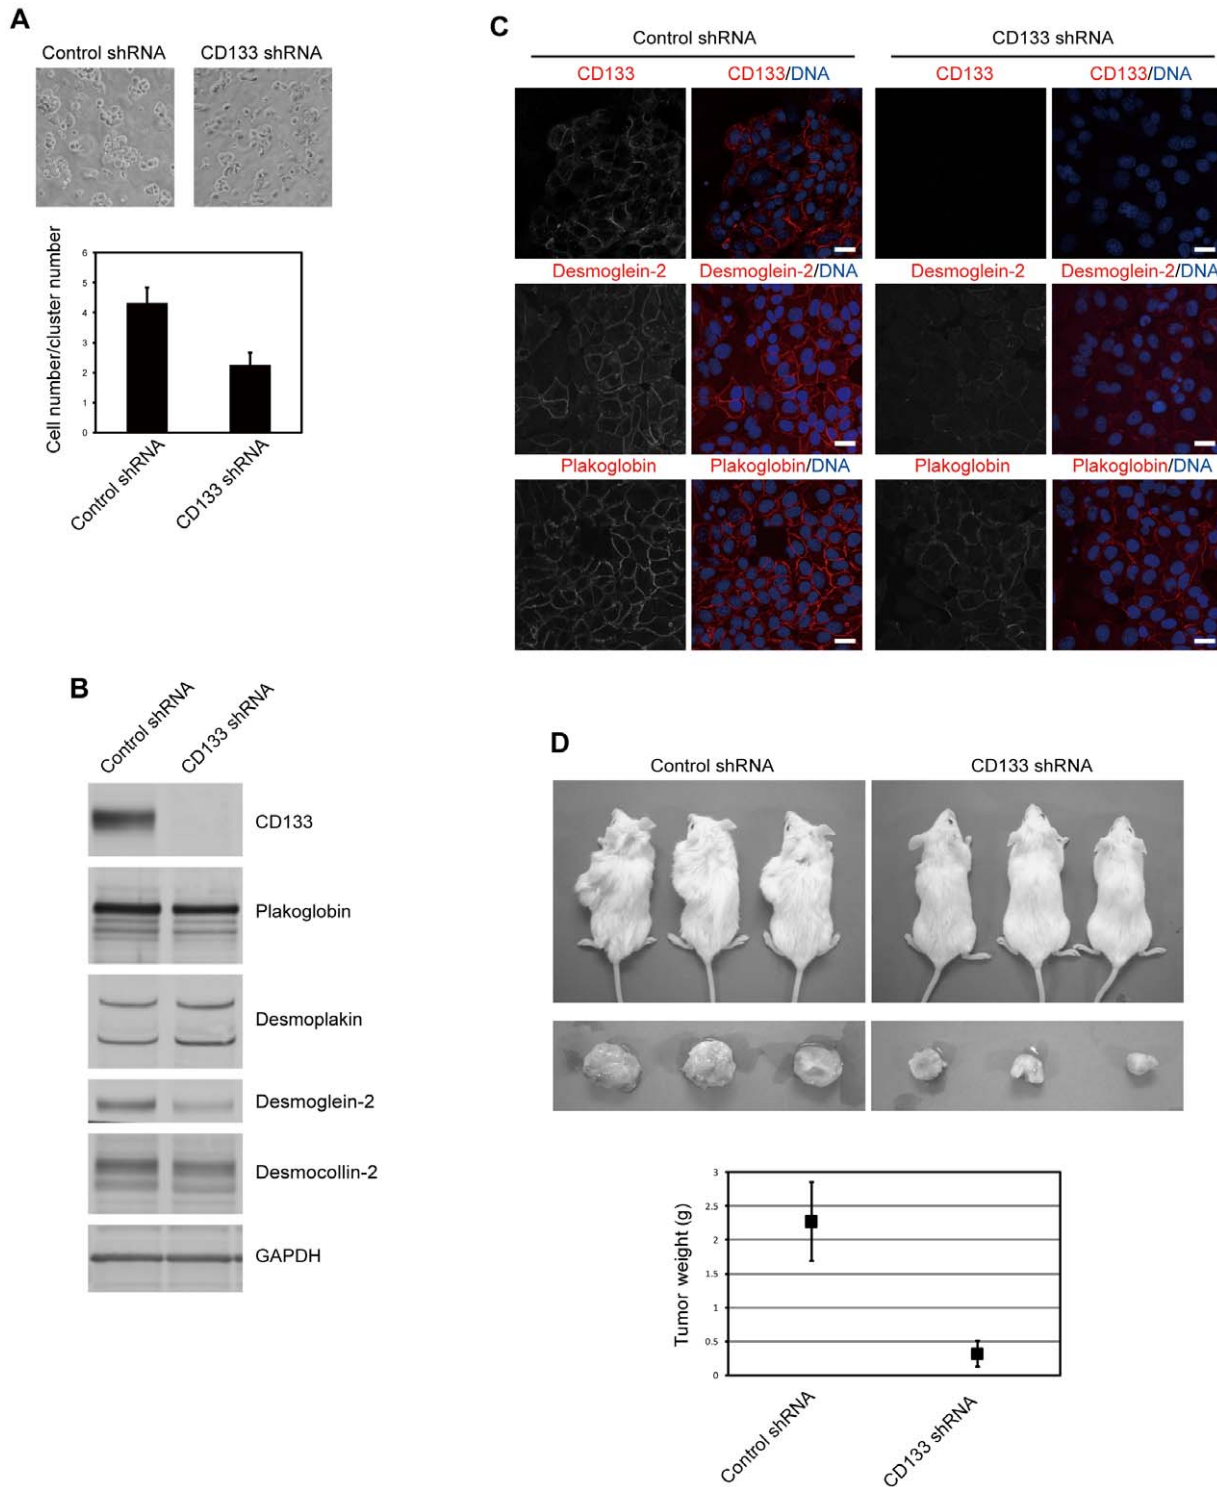 A
Control shRNA CD133 shRNA
Cell number/cluster number
6
5
4
3
2
1
0
Control shRNA
CD133 shRNA
B
Control shRNA
CD133 shRNA
CD133
Plakoglobin
Desmoplakin
Desmoglein-2
Desmocollin-2
GAPDH
C
Control shRNA CD133 shRNA
CD133 CD133/DNA CD133 CD133/DNA
Desmoglein-2 Desmoglein-2/DNA Desmoglein-2 Desmoglein-2/DNA
Plakoglobin Plakoglobin/DNA Plakoglobin Plakoglobin/DNA
D
Control shRNA CD133 shRNA
Tumor weight (g)
3
2.5
2
1.5
1
0.5
0
Control shRNA
CD133 shRNA